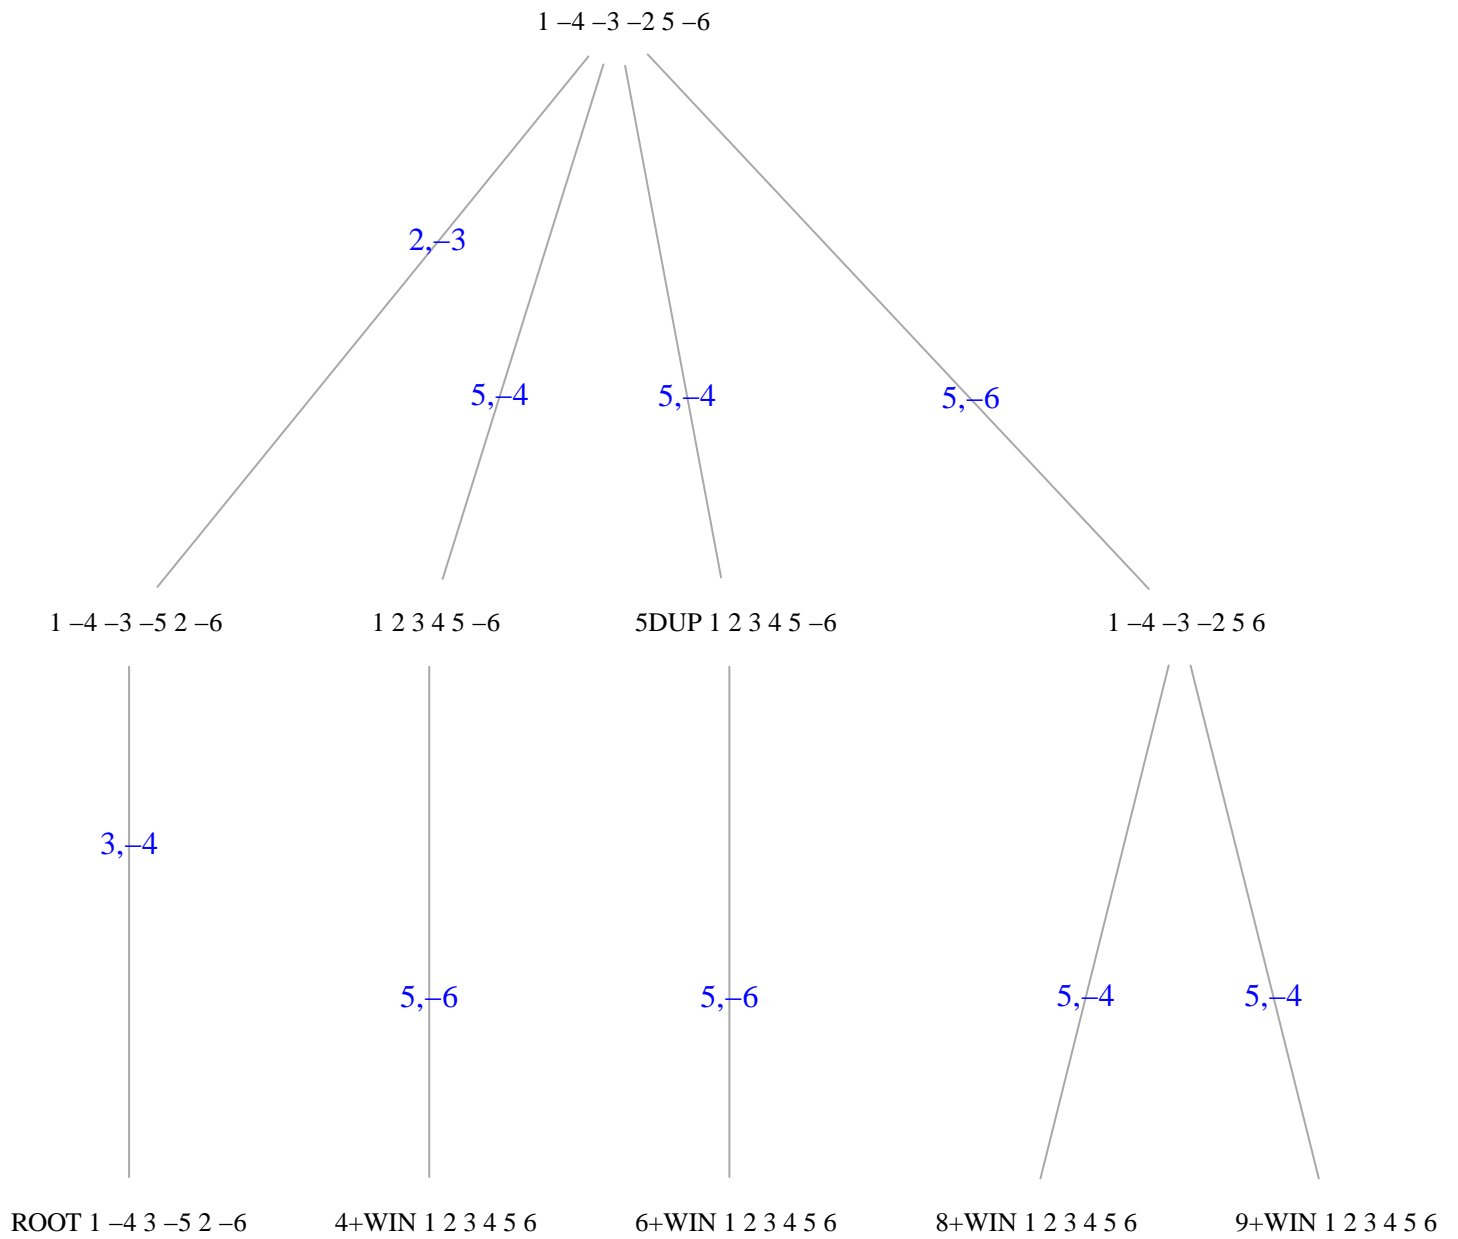 1 –4 –3 –2 5 –6
2,–3
5,–4
5,–4
5,–6
1 –4 –3 –5 2 –6
1 2 3 4 5 –6
5DUP 1 2 3 4 5 –6
1 –4 –3 –2 5 6
3,–4
5,–6
5,–6
5,–4
5,–4
ROOT 1 –4 3 –5 2 –6
4+WIN 1 2 3 4 5 6
6+WIN 1 2 3 4 5 6
8+WIN 1 2 3 4 5 6
9+WIN 1 2 3 4 5 6